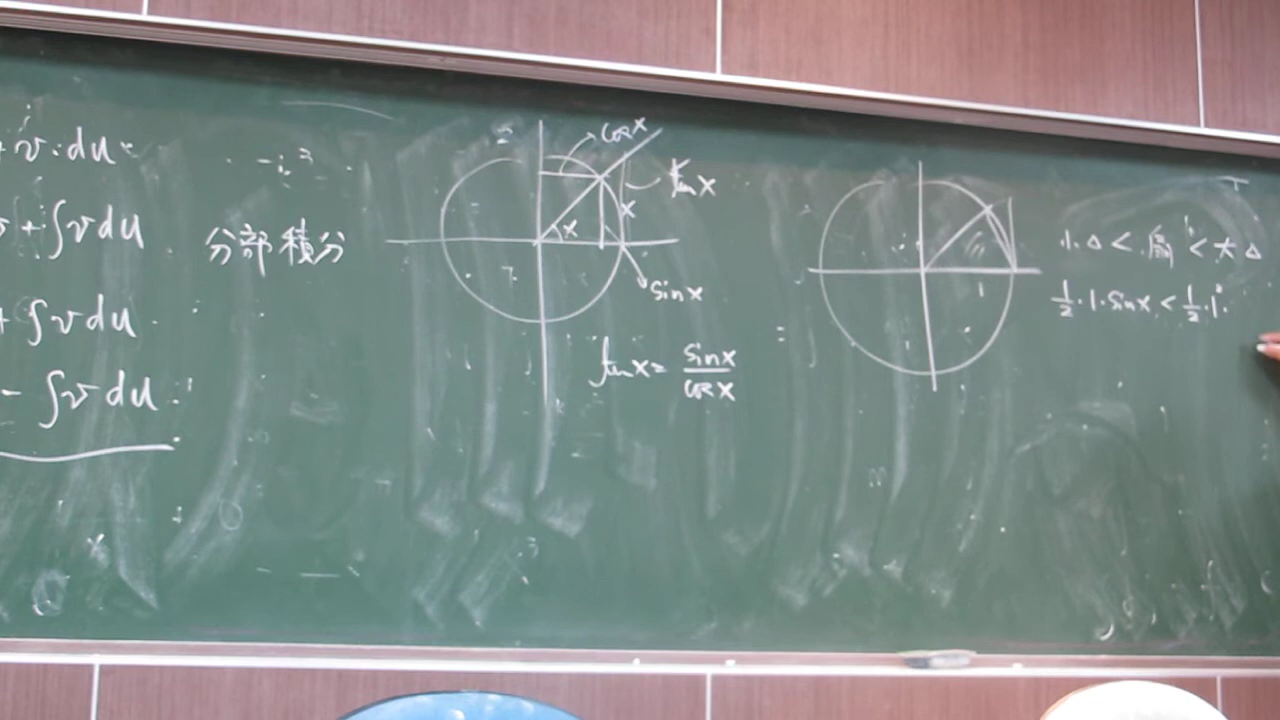 + v·du
+ ∫v du
+ ∫v du
- ∫v du
分部積分
cos x
tan x
x
x
sin x
tan x = sin x / cos x
1
小△ < 扇 < 大△
1/2·1·sin x < 1/2·1²·